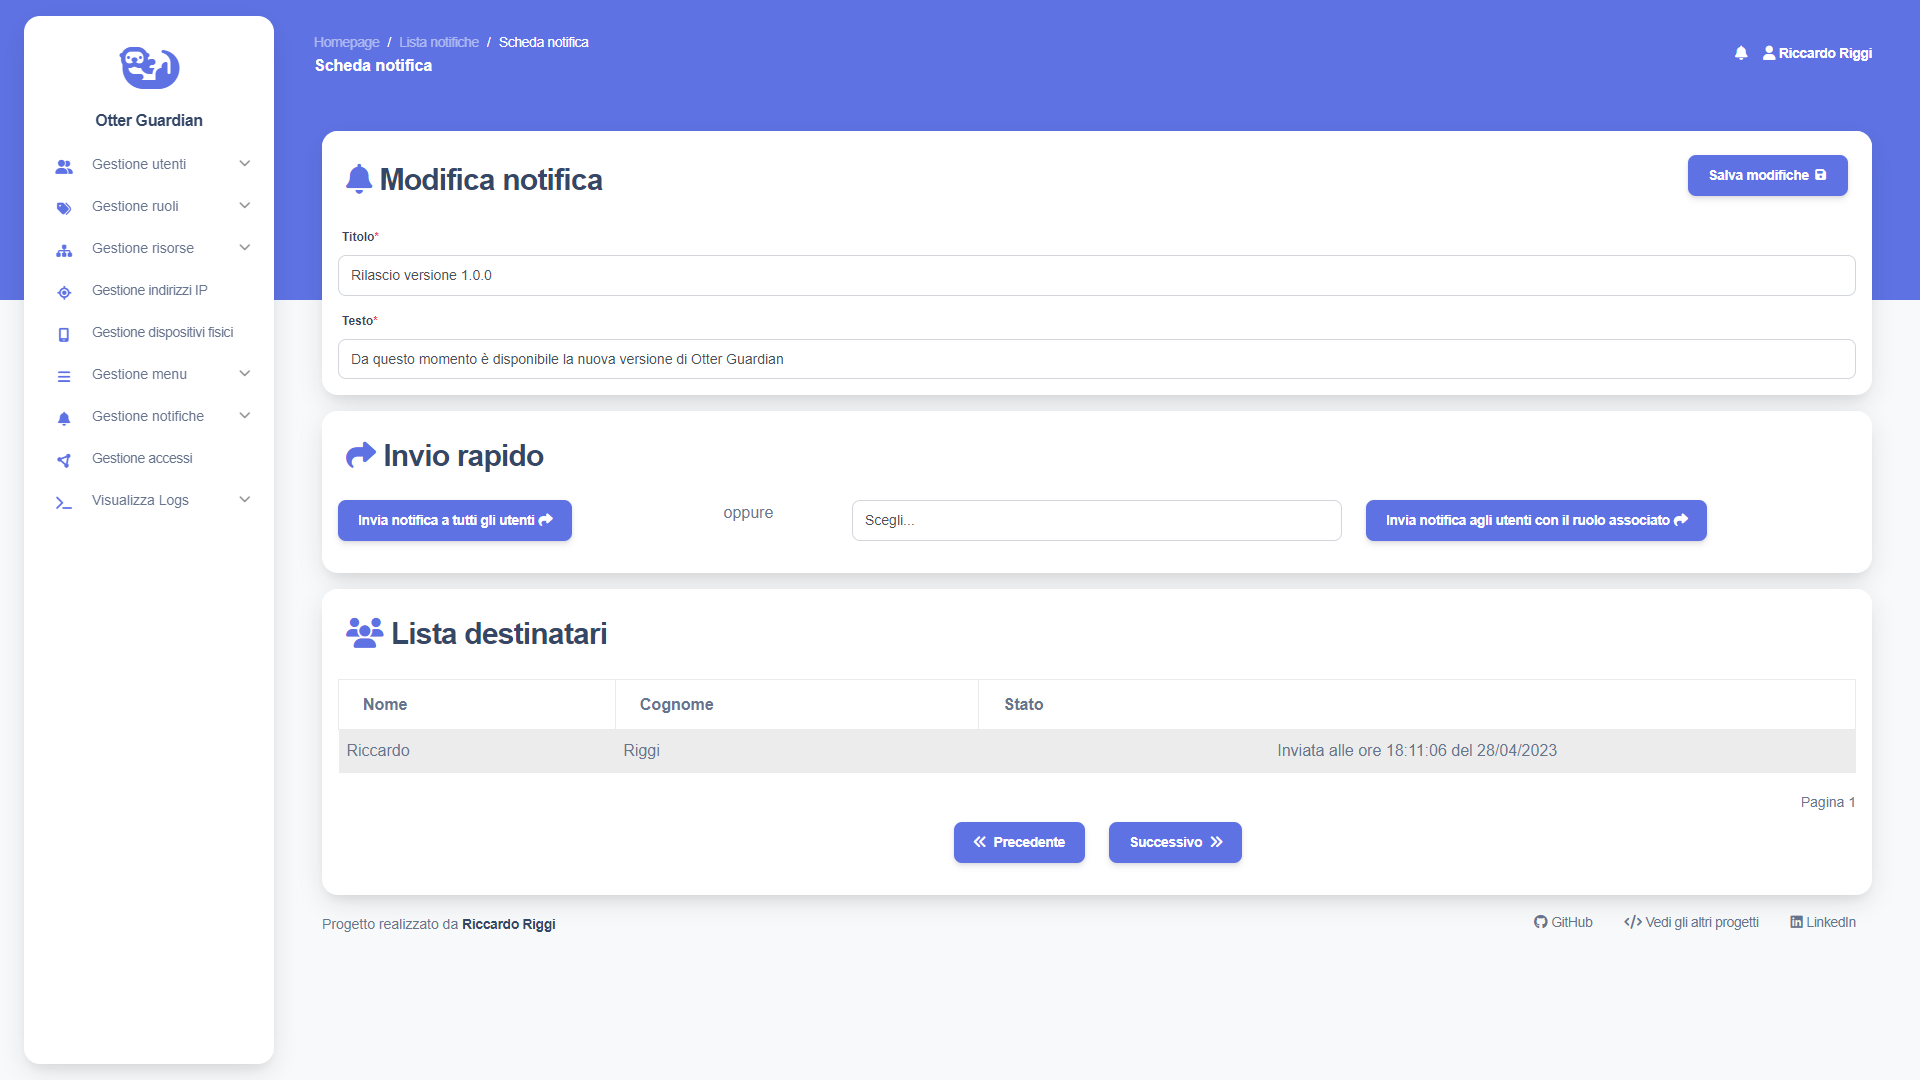 Otter Guardian
Gestione utenti
Gestione ruoli
Gestione risorse
Gestione indirizzi IP
Gestione dispositivi fisici
Gestione menu
Gestione notifiche
Gestione accessi
Visualizza Logs
Homepage / Lista notifiche / Scheda notifica
Scheda notifica
Riccardo Riggi
Modifica notifica
Salva modifiche
Titolo*
Rilascio versione 1.0.0
Testo*
Da questo momento è disponibile la nuova versione di Otter Guardian
Invio rapido
Invia notifica a tutti gli utenti
oppure
Scegli...
Invia notifica agli utenti con il ruolo associato
Lista destinatari
Nome Cognome Stato
Riccardo Riggi Inviata alle ore 18:11:06 del 28/04/2023
Pagina 1
Precedente Successivo
Progetto realizzato da Riccardo Riggi
GitHub Vedi gli altri progetti LinkedIn